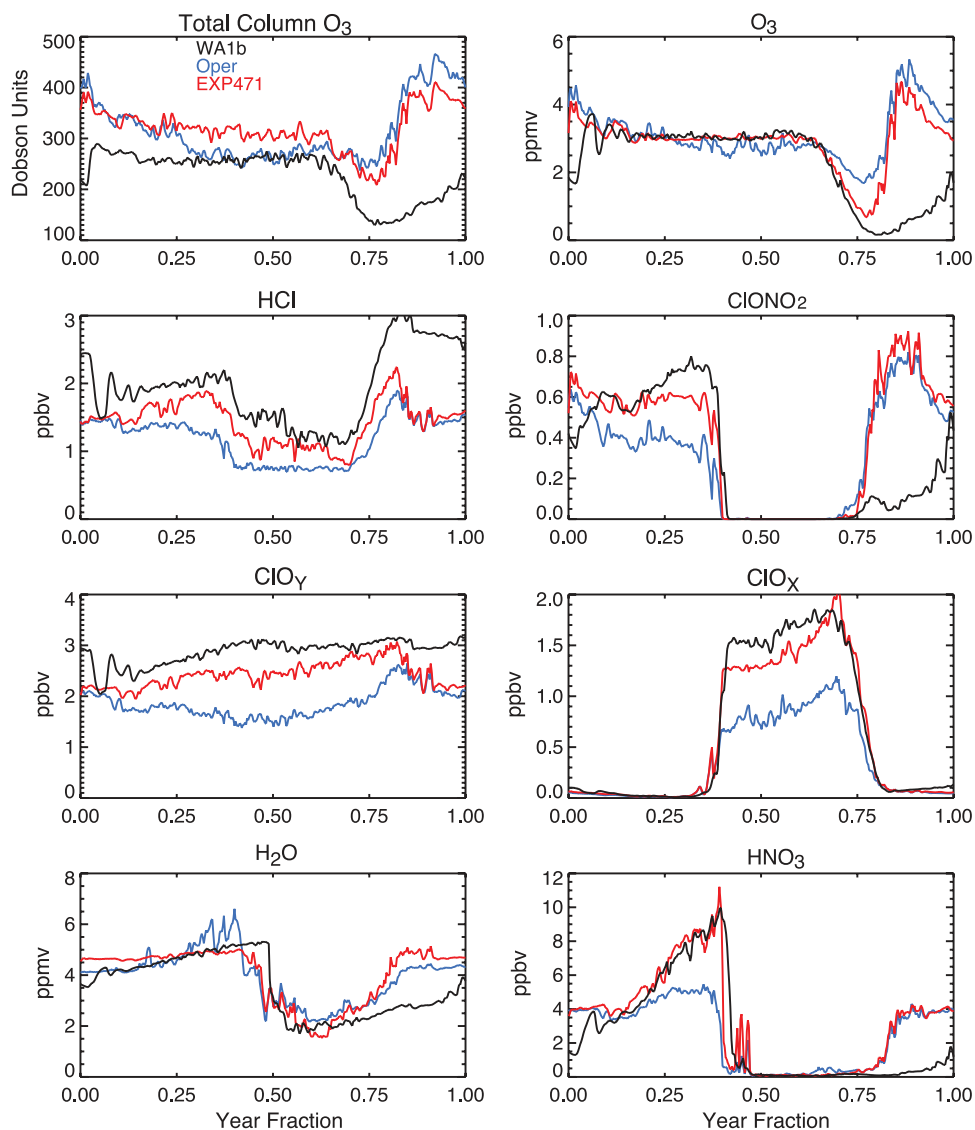 Total Column O3
500
400
300
200
100
Dobson Units
WA1b
Oper
EXP471
0.00 0.25 0.50 0.75 1.00
O3
6
4
2
0
ppmv
0.00 0.25 0.50 0.75 1.00
HCl
3
2
1
0
ppbv
0.00 0.25 0.50 0.75 1.00
ClONO2
1.0
0.8
0.6
0.4
0.2
0.0
ppbv
0.00 0.25 0.50 0.75 1.00
ClOY
4
3
2
1
0
ppbv
0.00 0.25 0.50 0.75 1.00
ClOX
2.0
1.5
1.0
0.5
0.0
ppbv
0.00 0.25 0.50 0.75 1.00
H2O
8
6
4
2
0
ppmv
0.00 0.25 0.50 0.75 1.00
Year Fraction
HNO3
12
10
8
6
4
2
0
ppbv
0.00 0.25 0.50 0.75 1.00
Year Fraction